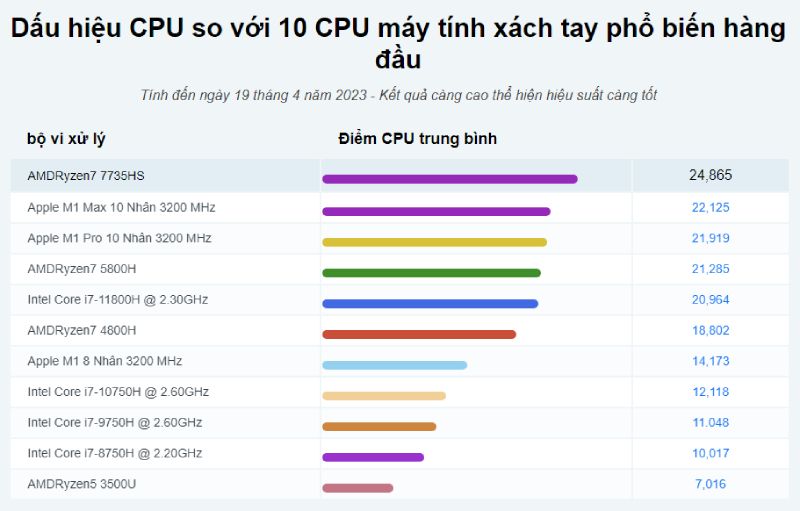 Dấu hiệu CPU so với 10 CPU máy tính xách tay phổ biến hàng
đầu
Tính đến ngày 19 tháng 4 năm 2023 - Kết quả càng cao thể hiện hiệu suất càng tốt
bộ vi xử lý Điểm CPU trung bình
AMDRyzen7 7735HS 24,865
Apple M1 Max 10 Nhân 3200 MHz 22,125
Apple M1 Pro 10 Nhân 3200 MHz 21,919
AMDRyzen7 5800H 21,285
Intel Core i7-11800H @ 2.30GHz 20,964
AMDRyzen7 4800H 18,802
Apple M1 8 Nhân 3200 MHz 14,173
Intel Core i7-10750H @ 2.60GHz 12,118
Intel Core i7-9750H @ 2.60GHz 11.048
Intel Core i7-8750H @ 2.20GHz 10,017
AMDRyzen5 3500U 7,016